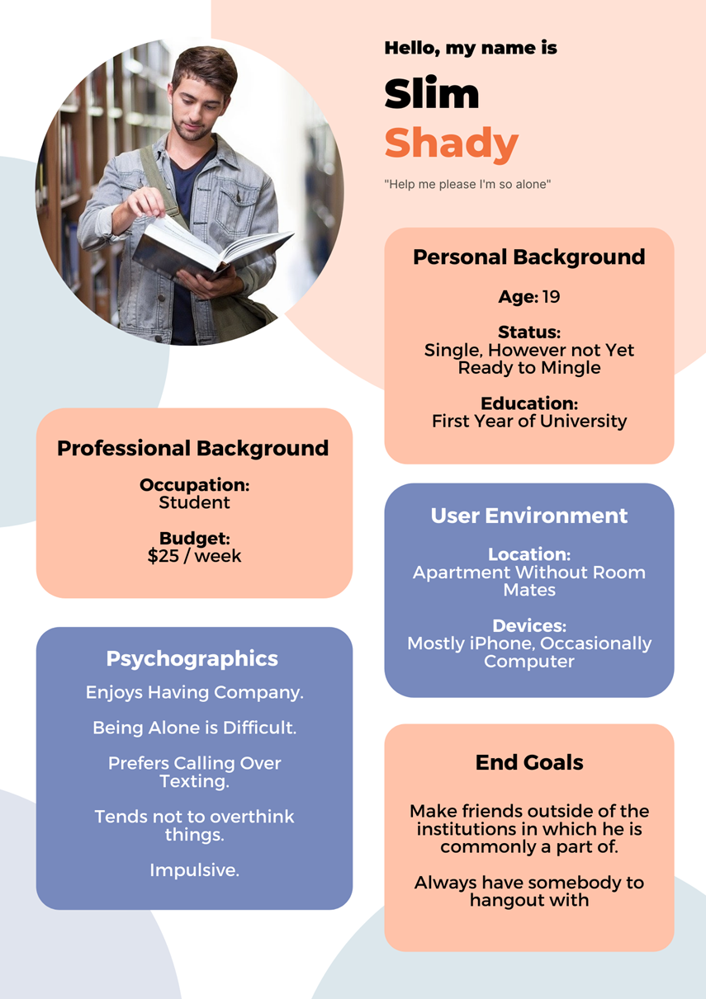 Hello, my name is
Slim
Shady
"Help me please I'm so alone"
Personal Background
Age: 19
Status:
Single, However not Yet
Ready to Mingle
Education:
First Year of University
Professional Background
Occupation:
Student
Budget:
$25 / week
User Environment
Location:
Apartment Without Room
Mates
Devices:
Mostly iPhone, Occasionally
Computer
Psychographics
Enjoys Having Company.
Being Alone is Difficult.
Prefers Calling Over
Texting.
Tends not to overthink
things.
Impulsive.
End Goals
Make friends outside of the
institutions in which he is
commonly a part of.
Always have somebody to
hangout with